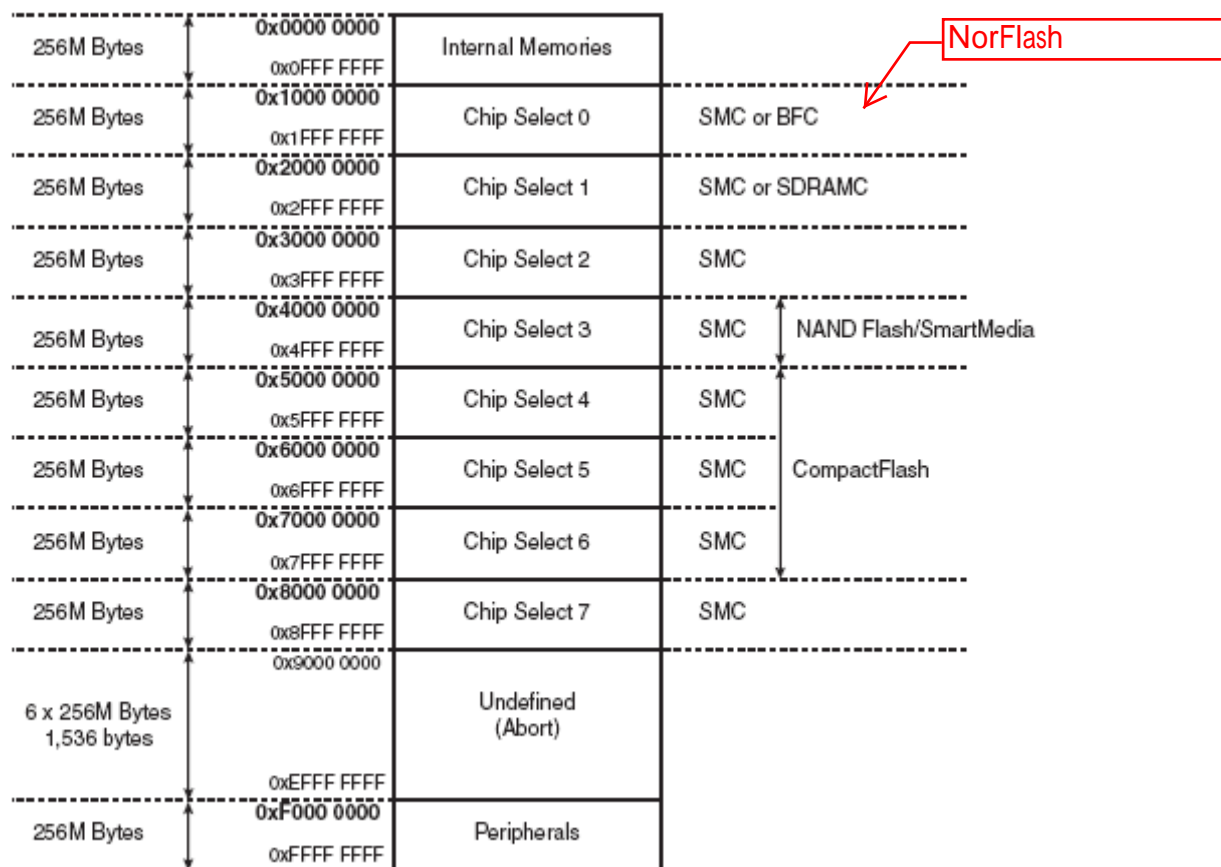 NorFlash
0x0000 0000
256M Bytes
Internal Memories
0x0FFF FFFF
0x1000 0000
256M Bytes
Chip Select 0
SMC or BFC
0x1FFF FFFF
0x2000 0000
256M Bytes
Chip Select 1
SMC or SDRAMC
0x2FFF FFFF
0x3000 0000
256M Bytes
Chip Select 2
SMC
0x3FFF FFFF
0x4000 0000
256M Bytes
Chip Select 3
SMC
NAND Flash/SmartMedia
0x4FFF FFFF
0x5000 0000
256M Bytes
Chip Select 4
SMC
0x5FFF FFFF
0x6000 0000
256M Bytes
Chip Select 5
SMC
CompactFlash
0x6FFF FFFF
0x7000 0000
256M Bytes
Chip Select 6
SMC
0x7FFF FFFF
0x8000 0000
256M Bytes
Chip Select 7
SMC
0x8FFF FFFF
0x9000 0000
6 x 256M Bytes
1,536 bytes
Undefined
(Abort)
0xEFFF FFFF
0xF000 0000
256M Bytes
Peripherals
0xFFFF FFFF